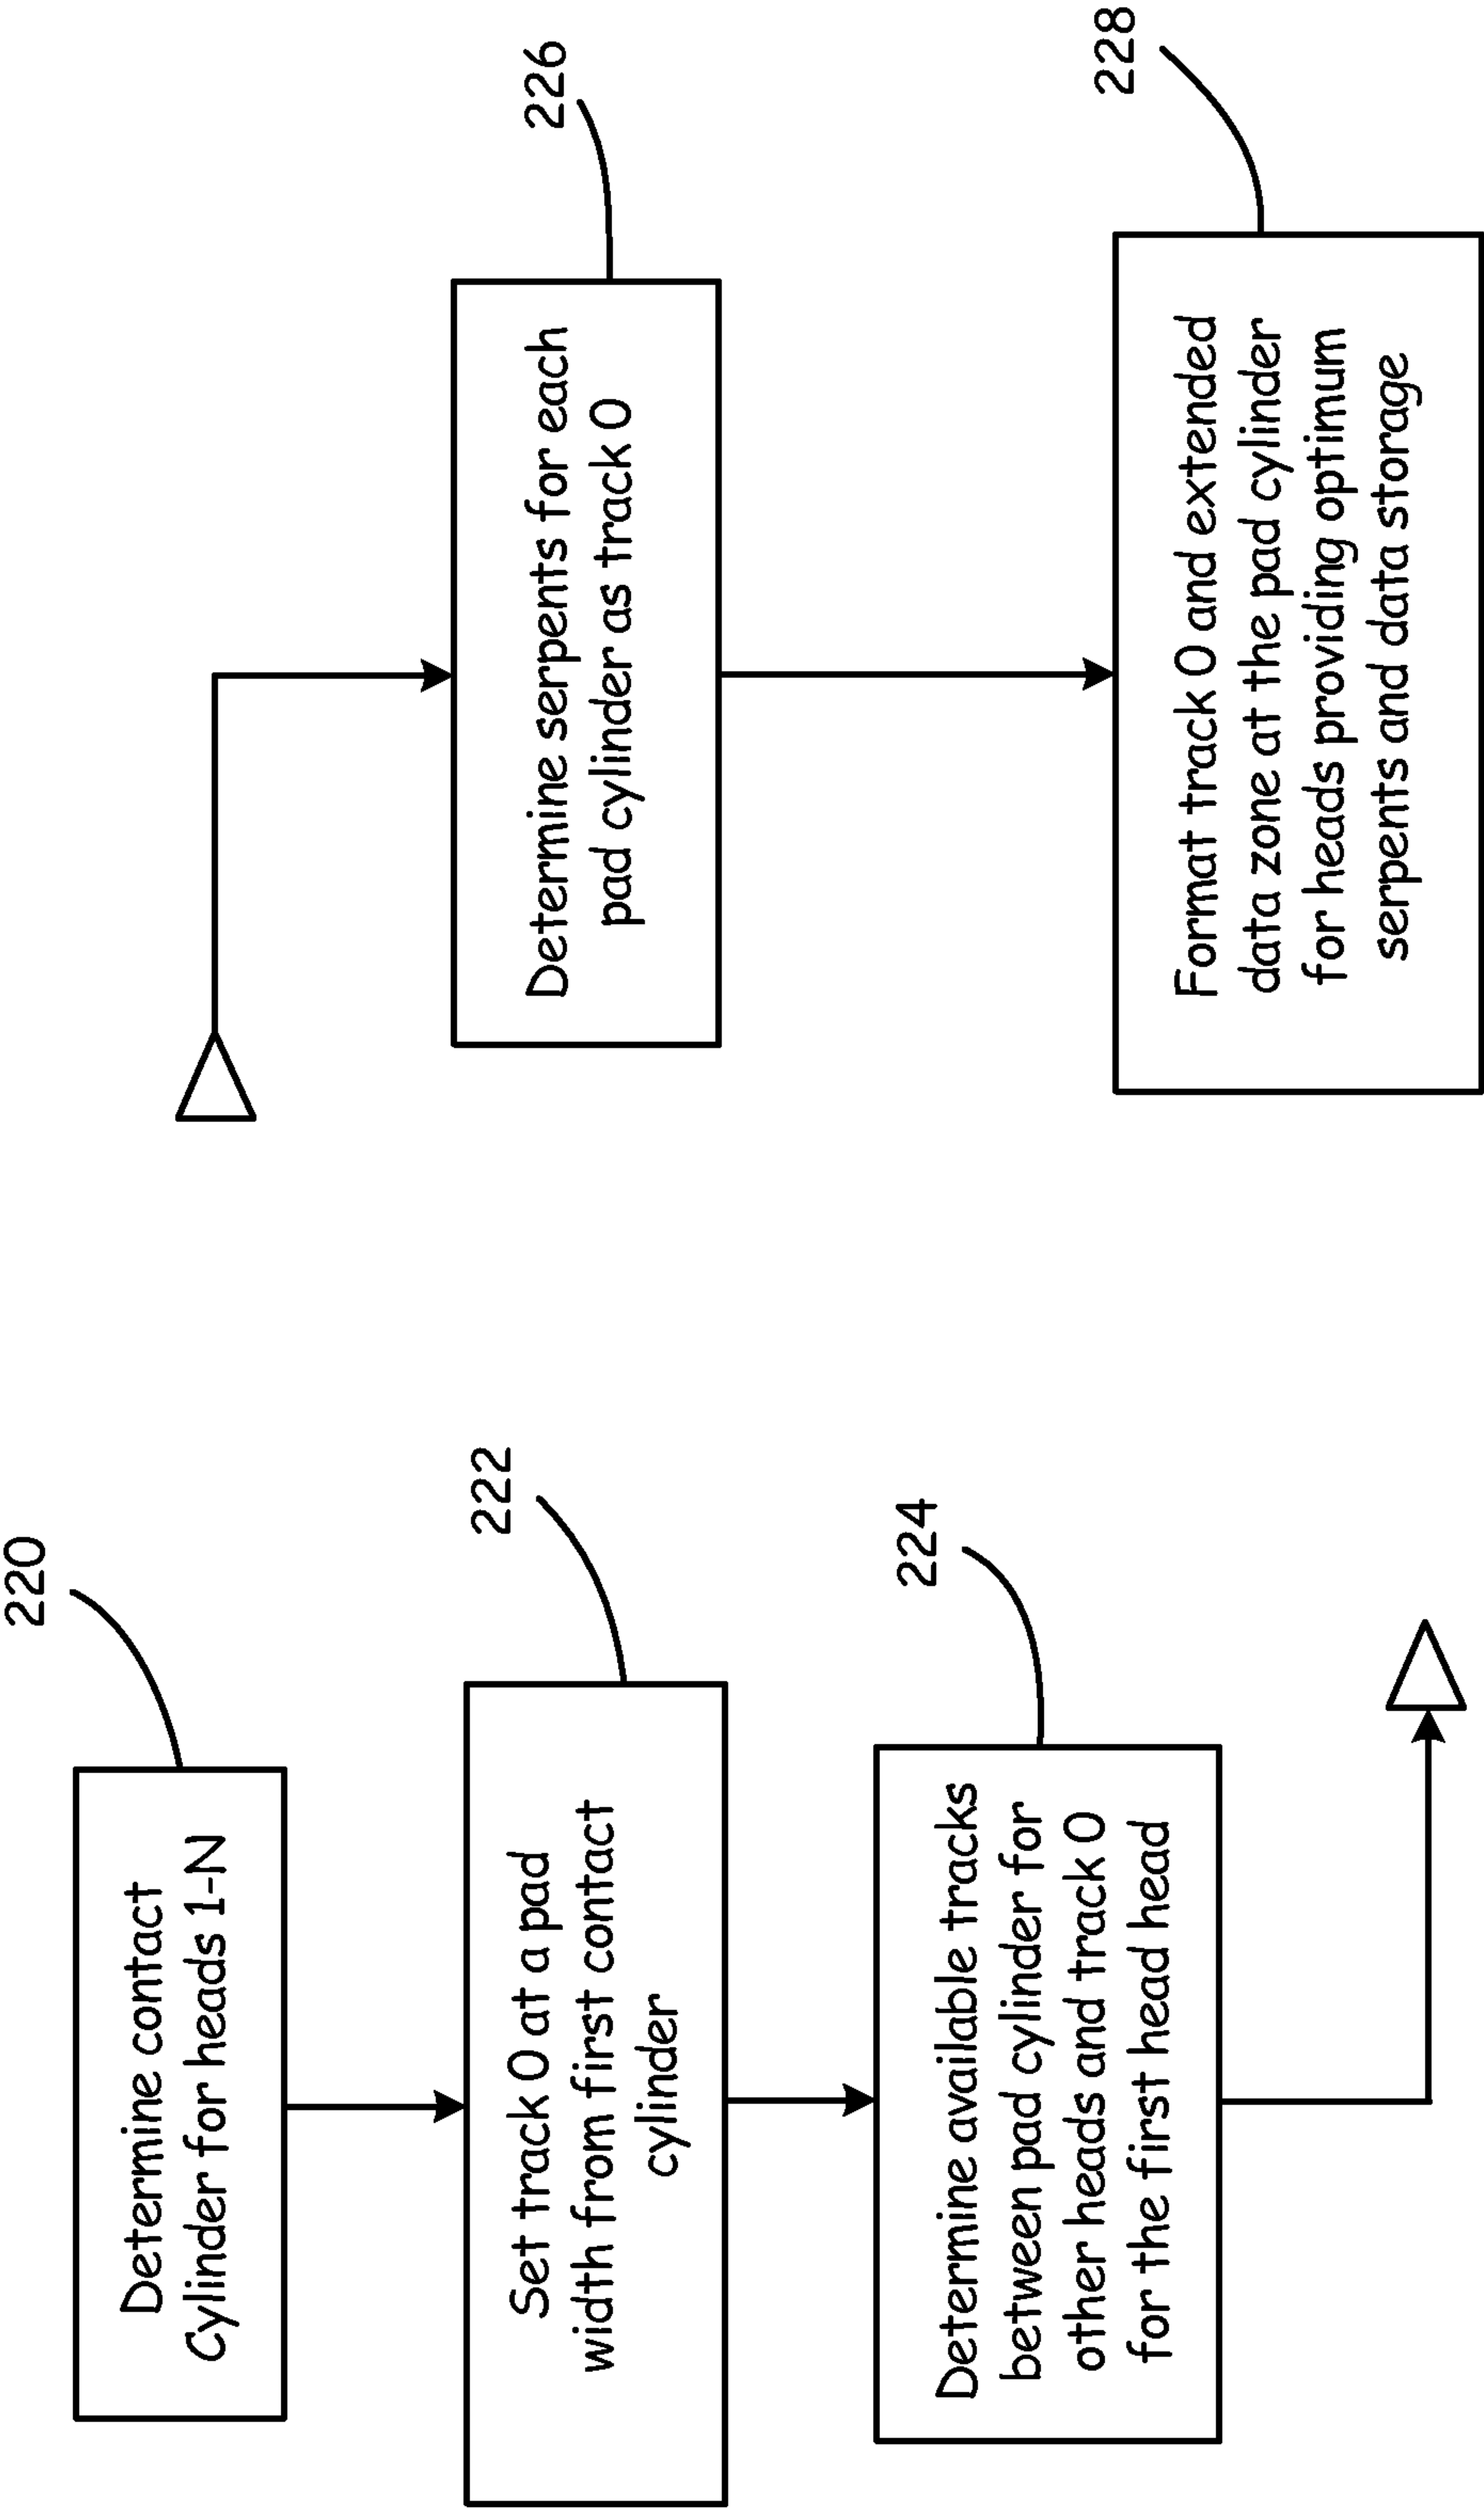 220
Determine contact
Cylinder for heads 1-N
222
Set track 0 at a pad
width from first contact
cylinder
224
Determine available tracks
between pad cylinder for
other heads and track 0
for the first head head
226
Determine serpents for each
pad cylinder as track 0
228
Format track 0 and extended
data zone at the pad cylinder
for heads providing optimum
serpents and data storage